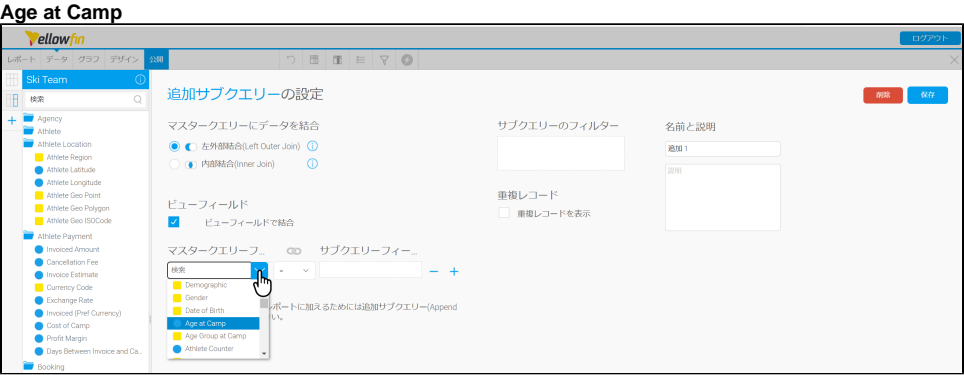 Age at Camp
Yellowfin
ログアウト
レポート データ グラフ デザイン 公開
Ski Team
検索
Agency
Athlete
Athlete Location
Athlete Region
Athlete Latitude
Athlete Longitude
Athlete Geo Point
Athlete Geo Polygon
Athlete Geo ISOCode
Athlete Payment
Invoiced Amount
Cancellation Fee
Invoice Estimate
Currency Code
Exchange Rate
Invoiced (Pref Currency)
Cost of Camp
Profit Margin
Days Between Invoice and Ca..
Booking
追加サブクエリーの設定
削除 保存
マスタークエリーにデータを結合
左外部結合(Left Outer Join)
内部結合(Inner Join)
ビューフィールド
ビューフィールドで結合
マスタークエリーフ... サブクエリーフィー...
検索 =
Demographic
Gender
Date of Birth
Age at Camp
Age Group at Camp
Athlete Counter
ポートに加えるためには追加サブクエリー(Append
い。
サブクエリーのフィルター
重複レコード
重複レコードを表示
名前と説明
追加 1
説明